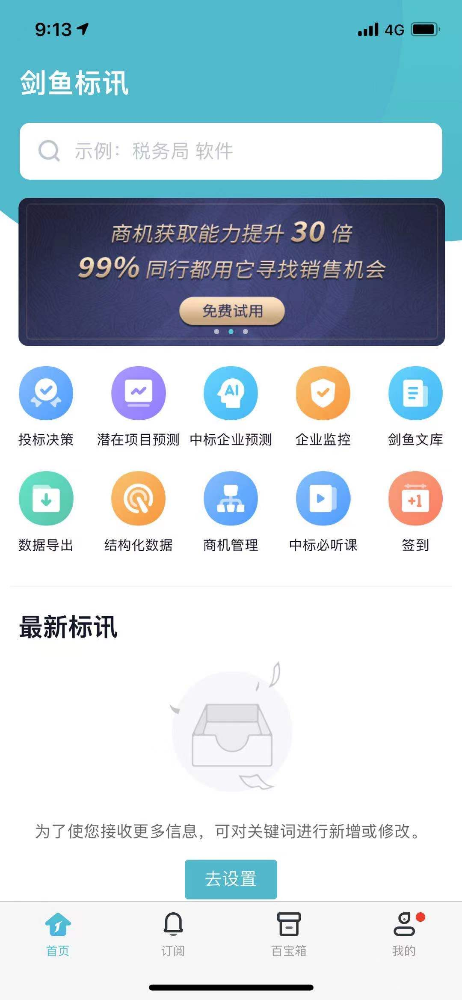 9:13
4G
剑鱼标讯
示例：税务局 软件
商机获取能力提升 30 倍
99% 同行都用它寻找销售机会
免费试用
AI
投标决策 潜在项目预测 中标企业预测 企业监控 剑鱼文库
+1
数据导出 结构化数据 商机管理 中标必听课 签到
最新标讯
为了使您接收更多信息，可对关键词进行新增或修改。
去设置
首页 订阅 百宝箱 我的